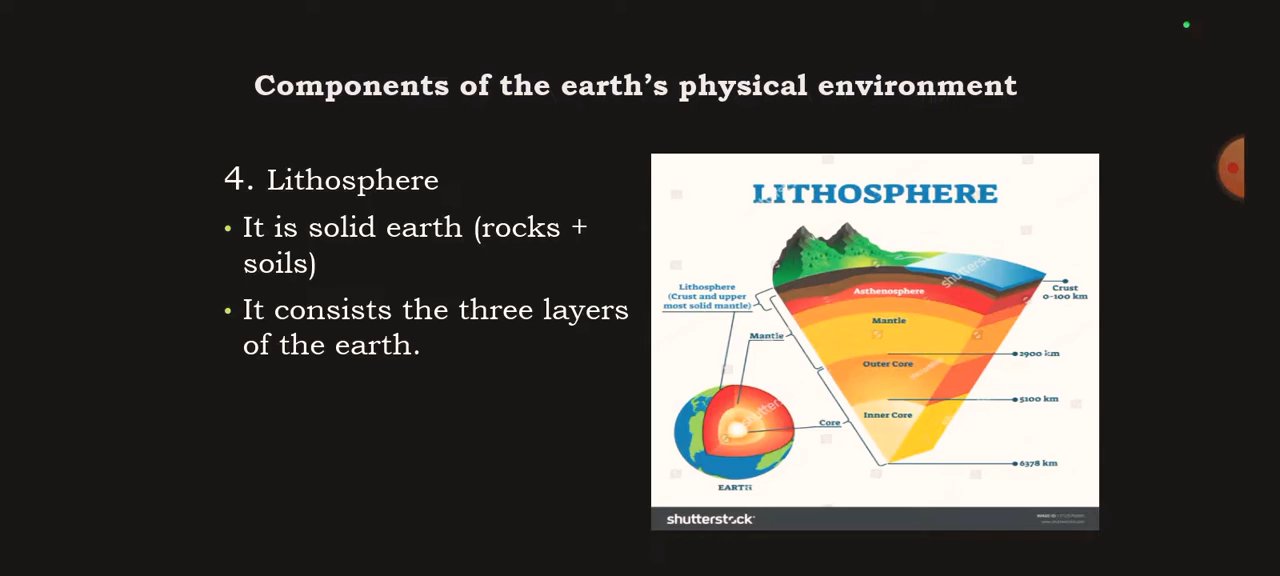 Components of the earth's physical environment
4. Lithosphere
• It is solid earth (rocks +
soils)
• It consists the three layers
of the earth.
LITHOSPHERE
Lithosphere
(Crust and upper
most solid mantle)
Asthenosphere
Crust
0-100 km
Mantle
Mantle
2900 km
Outer Core
5100 km
Inner Core
Core
6378 km
EARTH
shutterstock
shutterstock